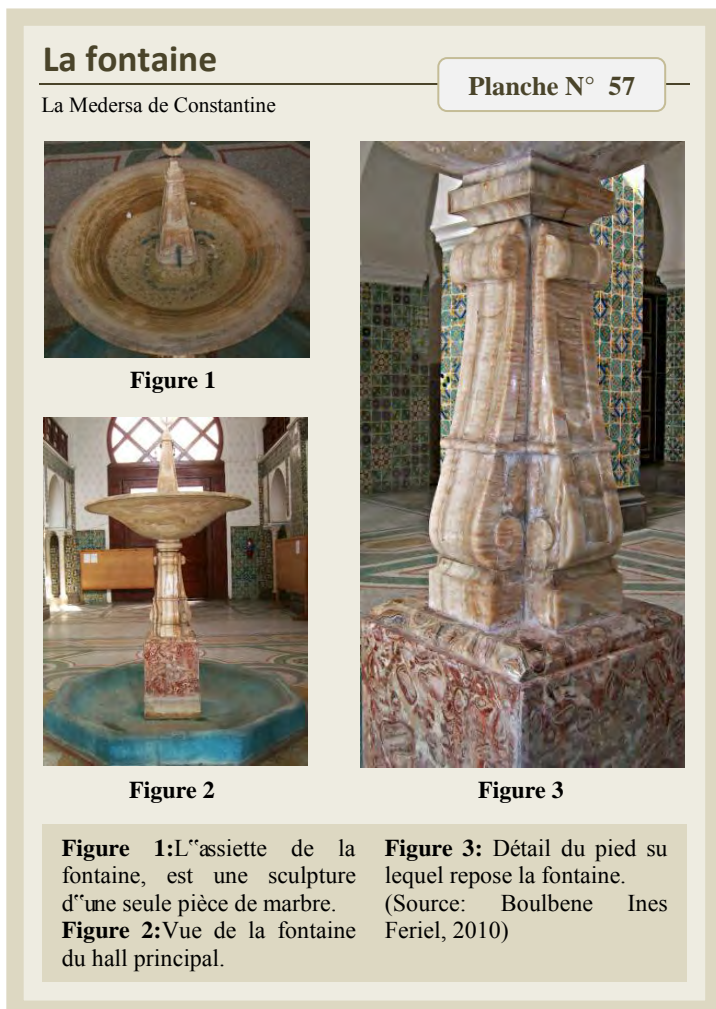 La fontaine
Planche N° 57
La Medersa de Constantine
Figure 1
Figure 2
Figure 3
Figure 1:L‟assiette de la
fontaine, est une sculpture
d‟une seule pièce de marbre.
Figure 2:Vue de la fontaine
du hall principal.
Figure 3: Détail du pied su
lequel repose la fontaine.
(Source: Boulbene Ines
Feriel, 2010)